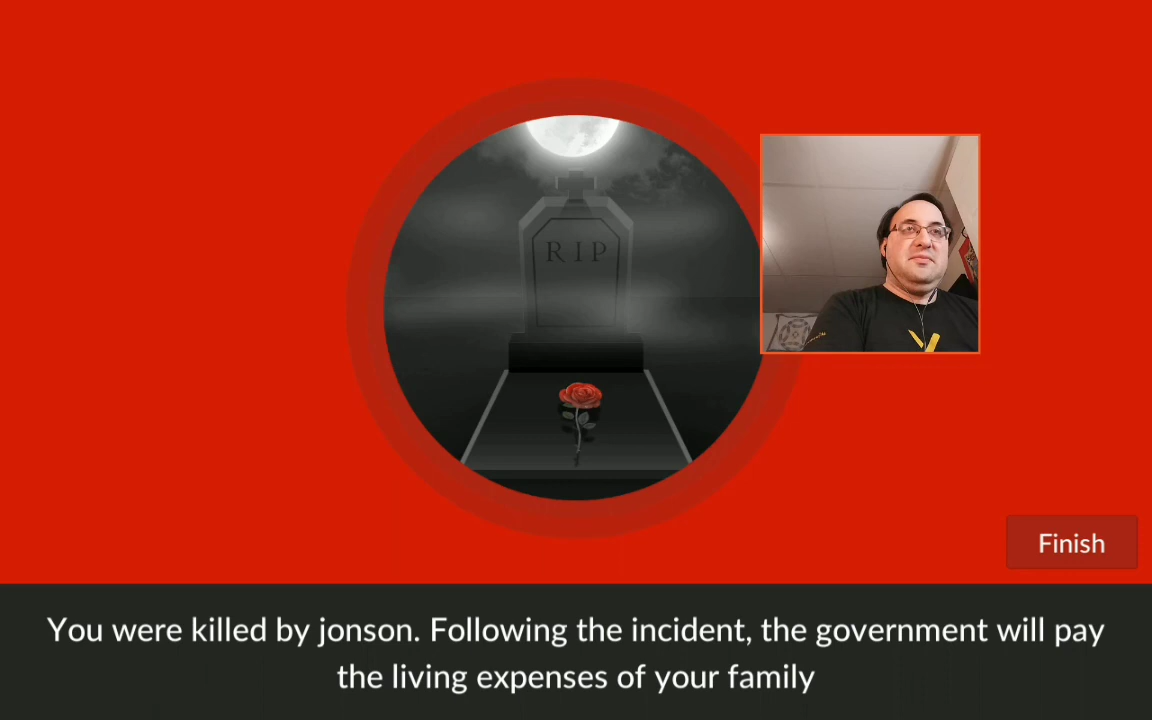 RIP
Finish
You were killed by jonson. Following the incident, the government will pay
the living expenses of your family